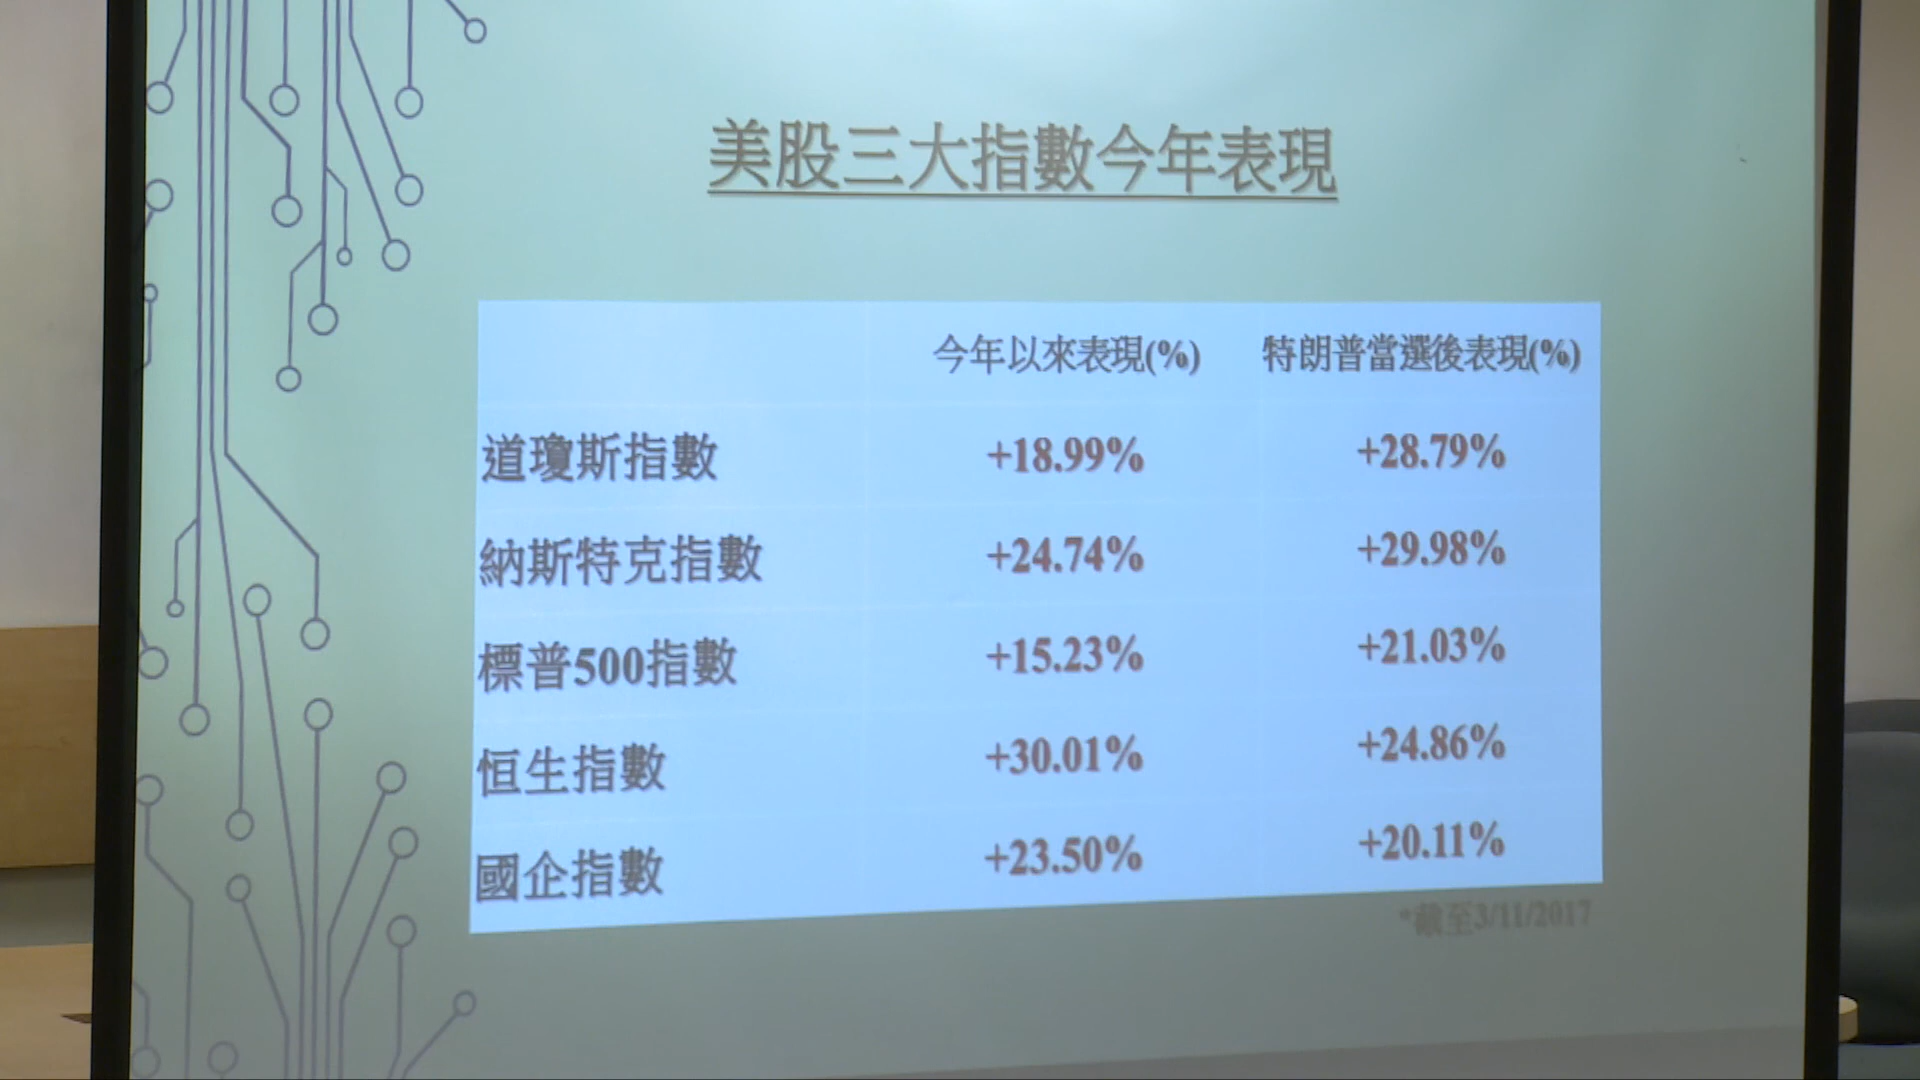 美股三大指數今年表現
今年以來表現(%) 特朗普當選後表現(%)
道瓊斯指數 +18.99% +28.79%
納斯特克指數 +24.74% +29.98%
標普500指數 +15.23% +21.03%
恒生指數 +30.01% +24.86%
國企指數 +23.50% +20.11%
*截至3/11/2017